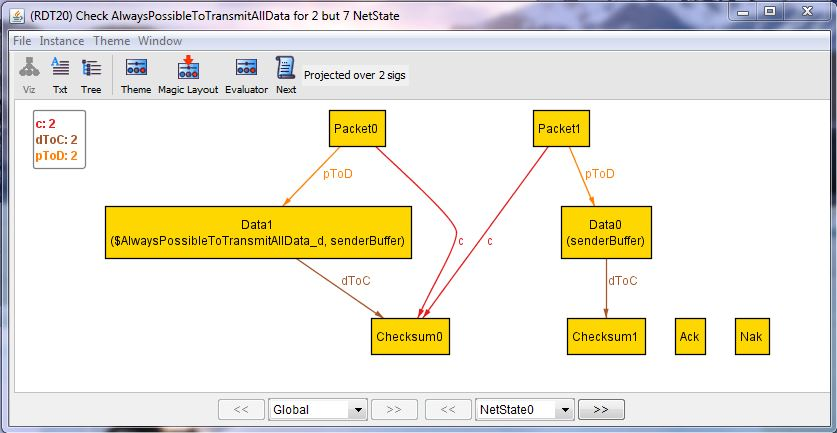 (RDT20) Check AlwaysPossibleToTransmitAllData for 2 but 7 NetState
File Instance Theme Window
Viz Txt Tree Theme Magic Layout Evaluator Next Projected over 2 sigs
c: 2
dToC: 2
pToD: 2
Packet0 Packet1
pToD pToD
Data1
($AlwaysPossibleToTransmitAllData_d, senderBuffer)
Data0
(senderBuffer)
c c
dToC dToC
Checksum0 Checksum1 Ack Nak
<< Global >> << NetState0 >>